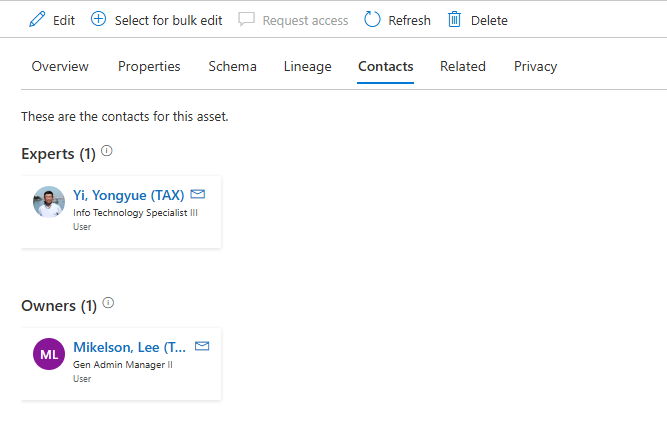 Edit Select for bulk edit Request access Refresh Delete
Overview Properties Schema Lineage Contacts Related Privacy
These are the contacts for this asset.
Experts (1)
Yi, Yongyue (TAX)
Info Technology Specialist III
User
Owners (1)
ML
Mikelson, Lee (T...
Gen Admin Manager II
User